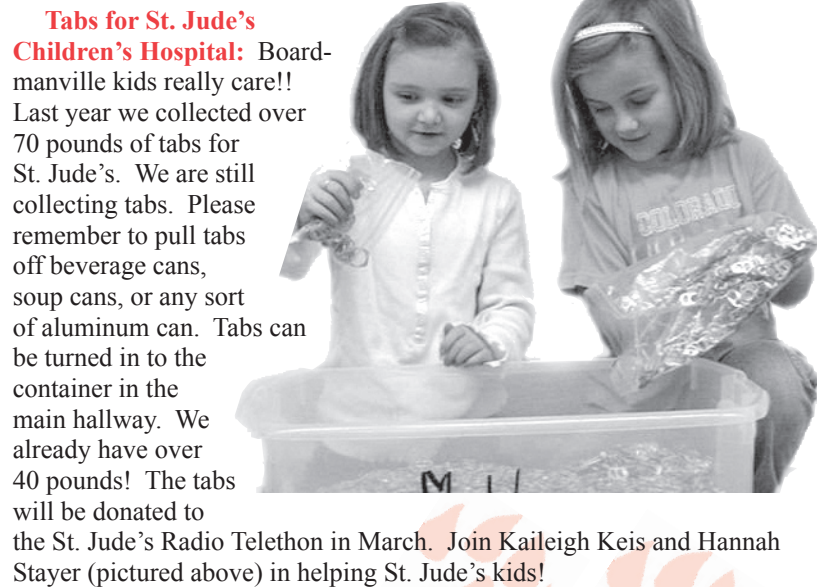 Tabs for St. Jude’s
Children’s Hospital:  Board-
manville kids really care!!
Last year we collected over
70 pounds of tabs for
St. Jude’s.  We are still
collecting tabs.  Please
remember to pull tabs
off beverage cans,
soup cans, or any sort
of aluminum can.  Tabs can
be turned in to the
container in the
main hallway.  We
already have over
40 pounds!  The tabs
will be donated to
the St. Jude’s Radio Telethon in March.  Join Kaileigh Keis and Hannah
Stayer (pictured above) in helping St. Jude’s kids!
COLORADO
M U